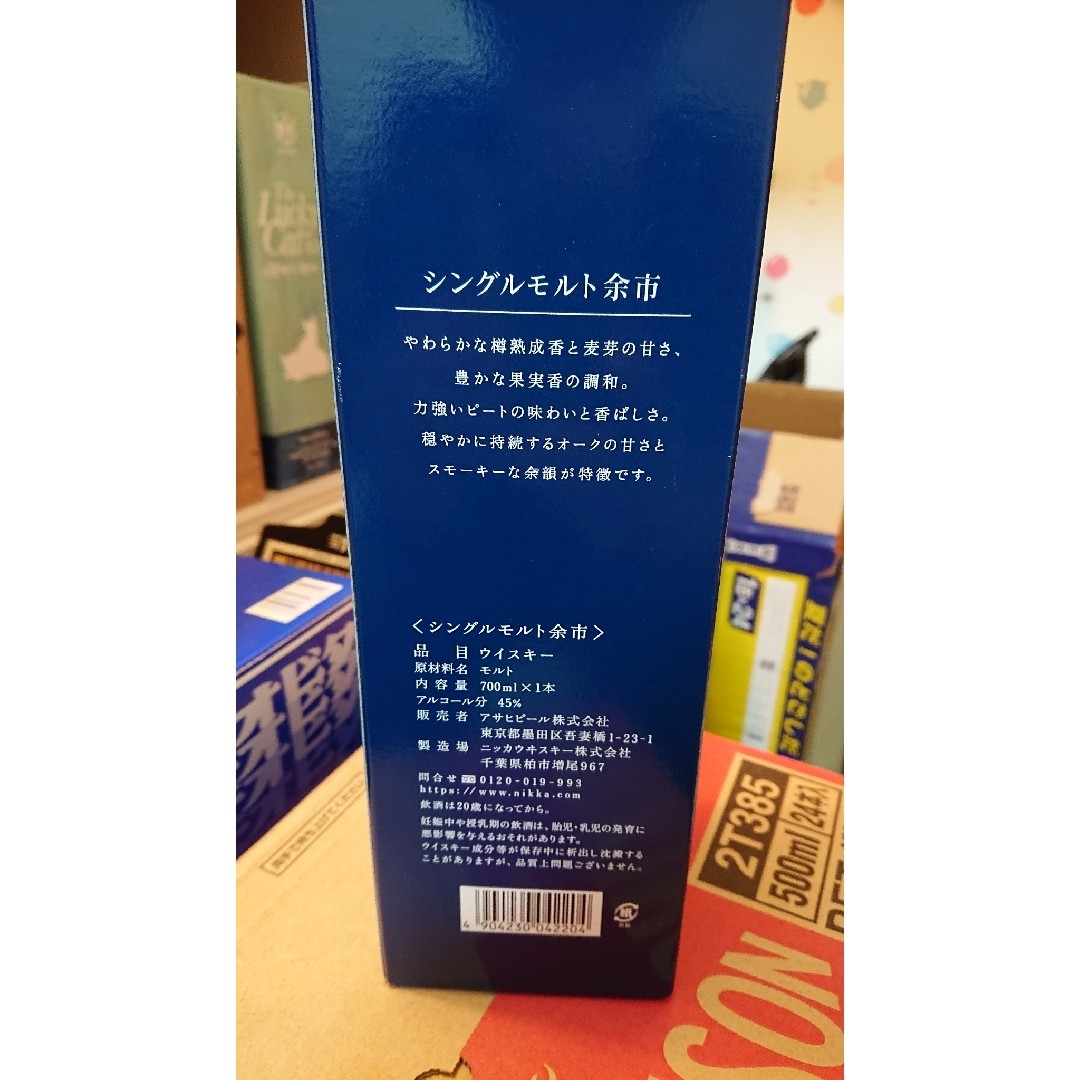 シングルモルト余市
やわらかな樽熟成香と麦芽の甘さ、
豊かな果実香の調和。
力強いピートの味わいと香ばしさ。
穏やかに持続するオークの甘さと
スモーキーな余韻が特徴です。
〈シングルモルト余市〉
品 目 ウイスキー
原材料名 モルト
内容量 700ml×1本
アルコール分 45%
販売者 アサヒビール株式会社
東京都墨田区吾妻橋1-23-1
製造場 ニッカウヰスキー株式会社
千葉県柏市増尾967
問合せ 0120-019-993
https://www.nikka.com
飲酒は20歳になってから。
妊娠中や授乳期の飲酒は、胎児・乳児の発育に
悪影響を与えるおそれがあります。
ウイスキー成分等が保存中に析出し沈澱する
ことがありますが、品質上問題ございません。
4 904230 042204
The
Lucky
Cat
2T385
500ml 24本入
SON